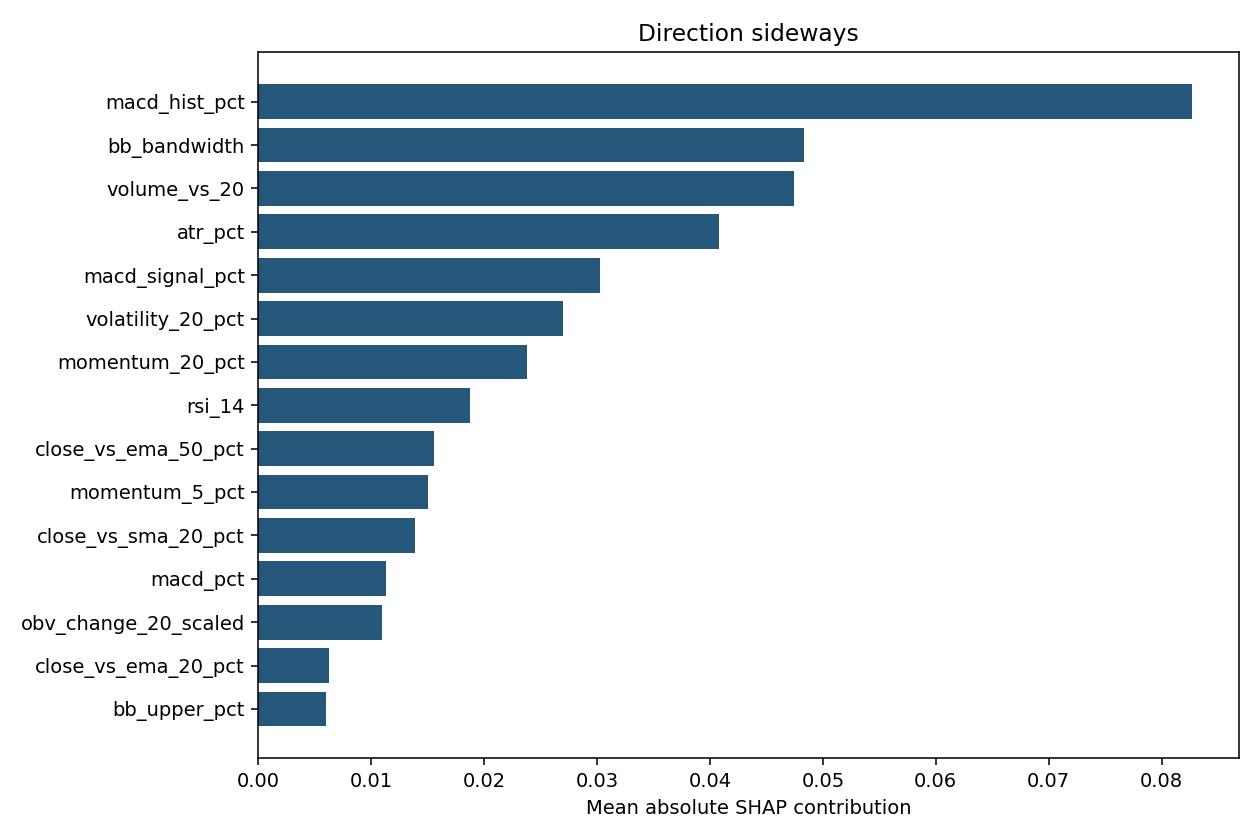 Direction sideways
macd_hist_pct
bb_bandwidth
volume_vs_20
atr_pct
macd_signal_pct
volatility_20_pct
momentum_20_pct
rsi_14
close_vs_ema_50_pct
momentum_5_pct
close_vs_sma_20_pct
macd_pct
obv_change_20_scaled
close_vs_ema_20_pct
bb_upper_pct
0.00 0.01 0.02 0.03 0.04 0.05 0.06 0.07 0.08
Mean absolute SHAP contribution